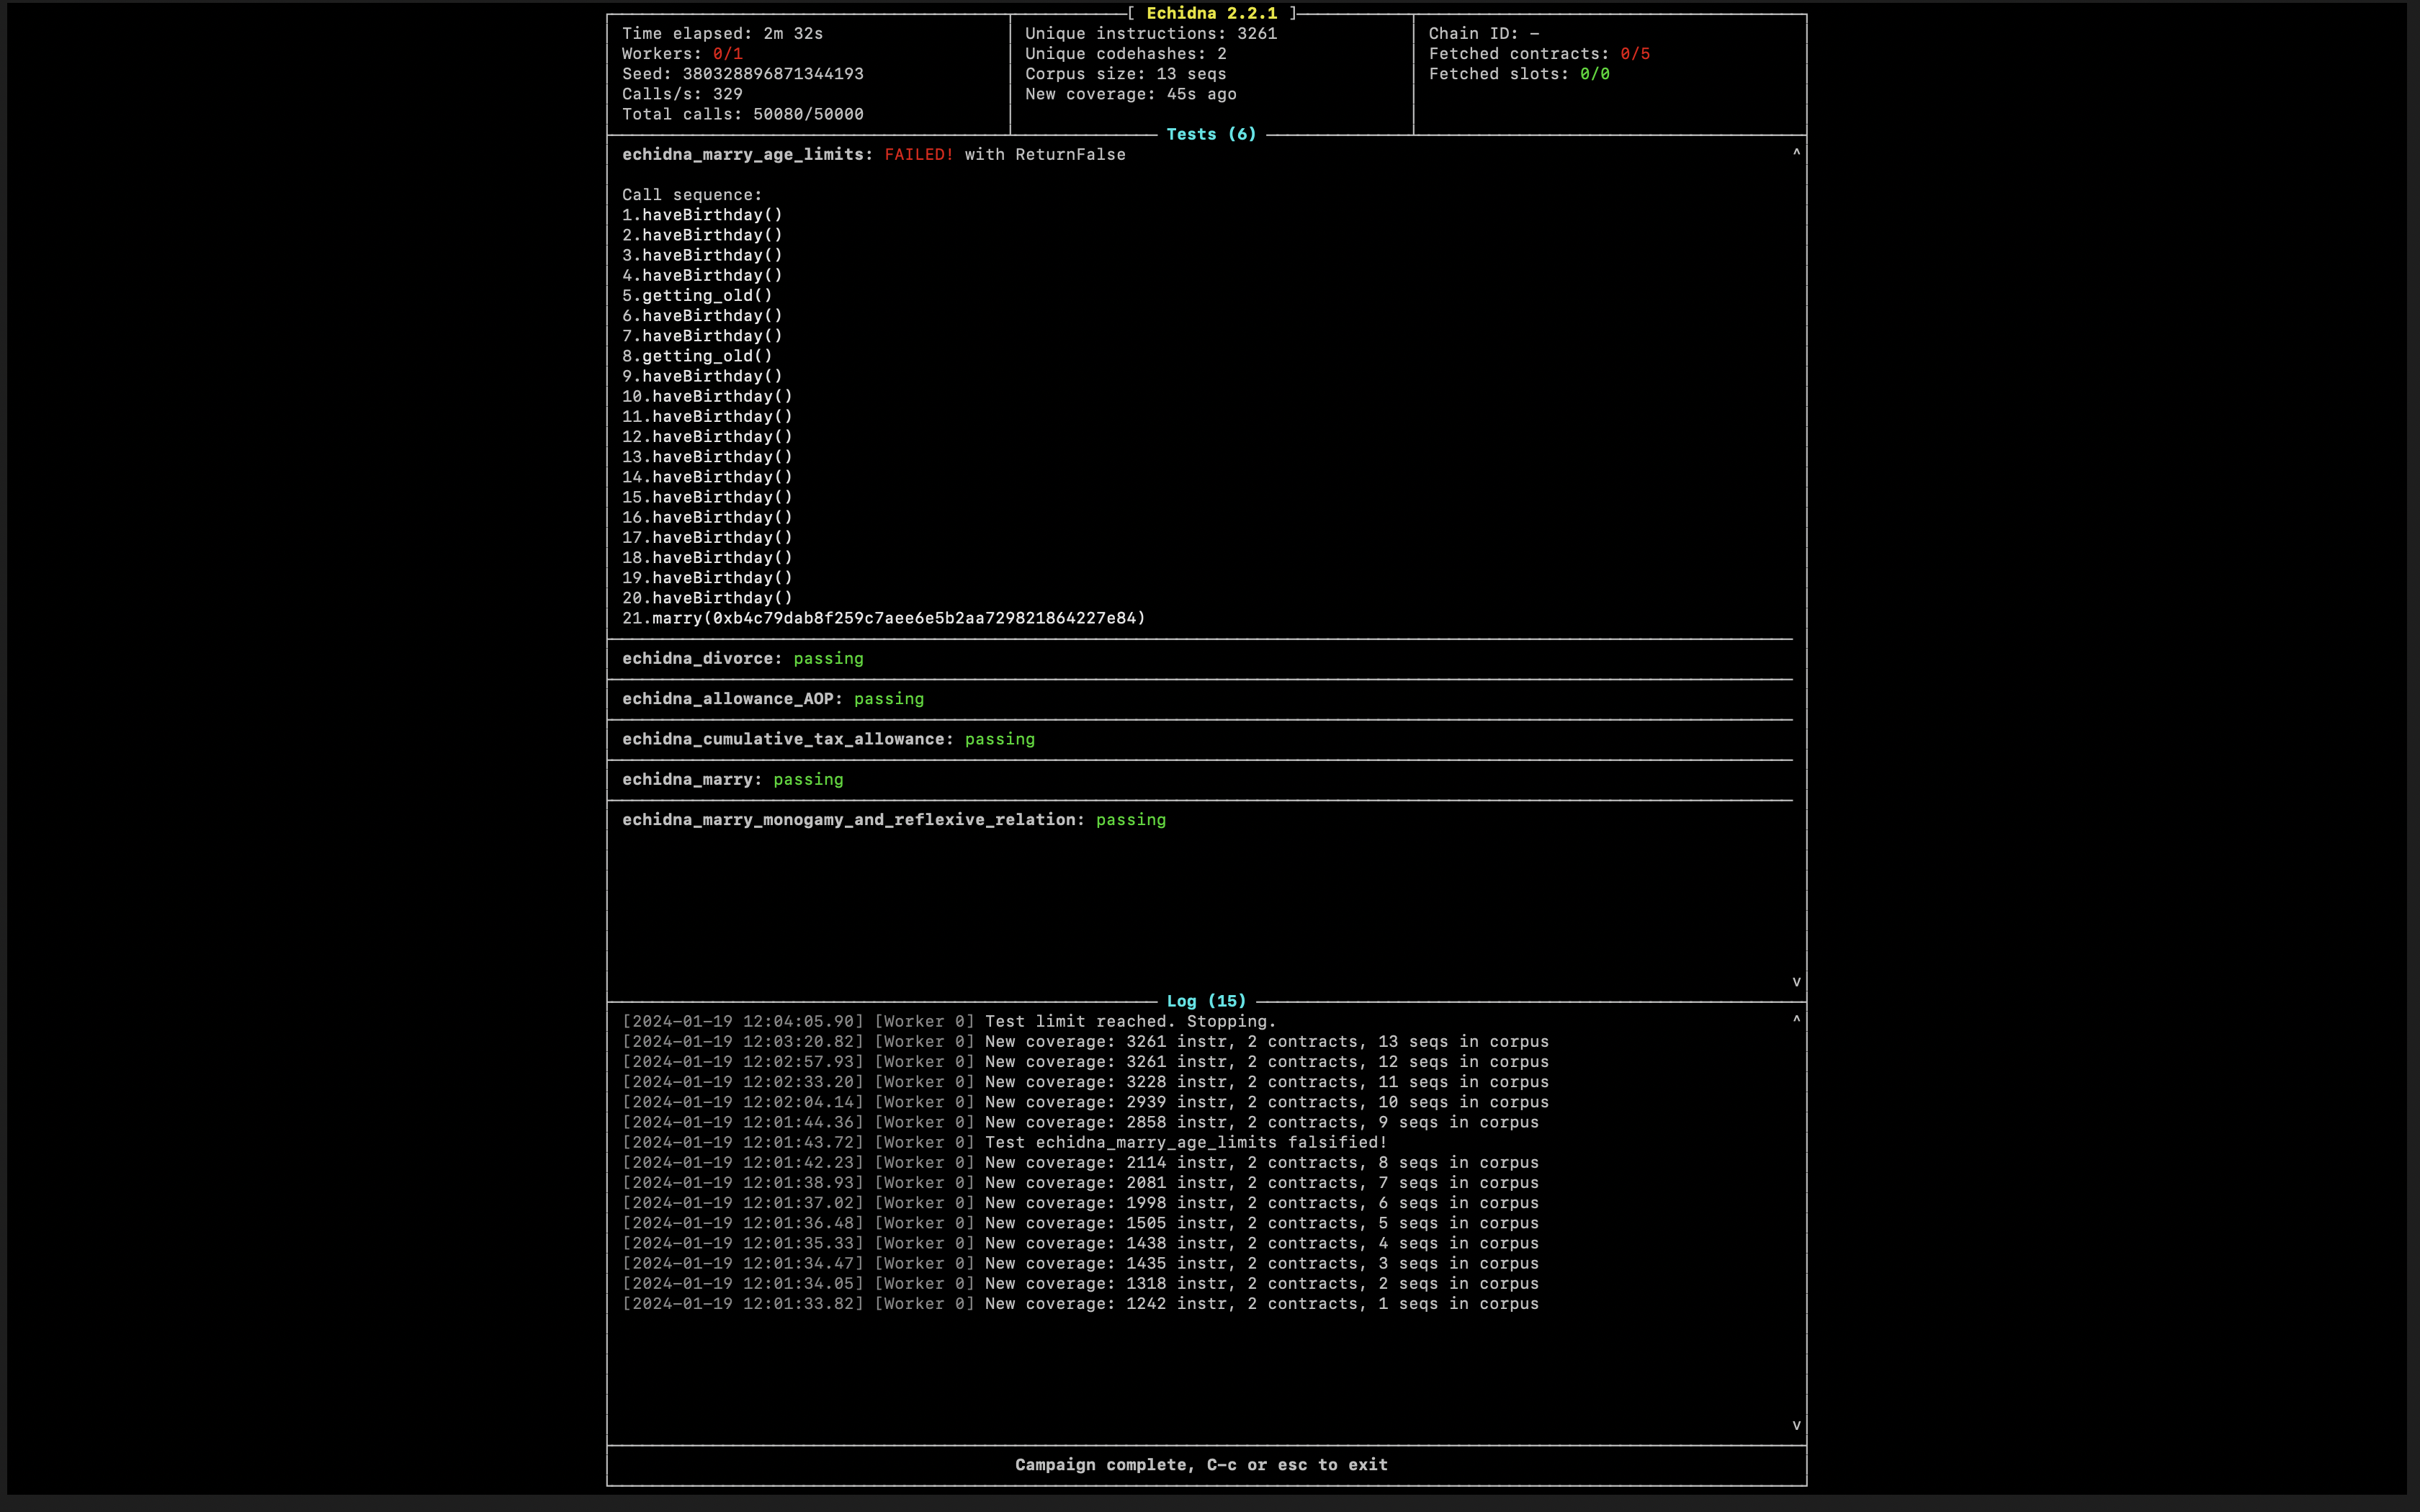 [ Echidna 2.2.1 ]
Time elapsed: 2m 32s
Workers: 0/1
Seed: 380328896871344193
Calls/s: 329
Total calls: 50080/50000
Unique instructions: 3261
Unique codehashes: 2
Corpus size: 13 seqs
New coverage: 45s ago
Chain ID: —
Fetched contracts: 0/5
Fetched slots: 0/0
Tests (6)
echidna_marry_age_limits: FAILED! with ReturnFalse
^
Call sequence:
1.haveBirthday()
2.haveBirthday()
3.haveBirthday()
4.haveBirthday()
5.getting_old()
6.haveBirthday()
7.haveBirthday()
8.getting_old()
9.haveBirthday()
10.haveBirthday()
11.haveBirthday()
12.haveBirthday()
13.haveBirthday()
14.haveBirthday()
15.haveBirthday()
16.haveBirthday()
17.haveBirthday()
18.haveBirthday()
19.haveBirthday()
20.haveBirthday()
21.marry(0xb4c79dab8f259c7aee6e5b2aa729821864227e84)
echidna_divorce: passing
echidna_allowance_AOP: passing
echidna_cumulative_tax_allowance: passing
echidna_marry: passing
echidna_marry_monogamy_and_reflexive_relation: passing
v
Log (15)
[2024-01-19 12:04:05.90] [Worker 0] Test limit reached. Stopping.
^
[2024-01-19 12:03:20.82] [Worker 0] New coverage: 3261 instr, 2 contracts, 13 seqs in corpus
[2024-01-19 12:02:57.93] [Worker 0] New coverage: 3261 instr, 2 contracts, 12 seqs in corpus
[2024-01-19 12:02:33.20] [Worker 0] New coverage: 3228 instr, 2 contracts, 11 seqs in corpus
[2024-01-19 12:02:04.14] [Worker 0] New coverage: 2939 instr, 2 contracts, 10 seqs in corpus
[2024-01-19 12:01:44.36] [Worker 0] New coverage: 2858 instr, 2 contracts, 9 seqs in corpus
[2024-01-19 12:01:43.72] [Worker 0] Test echidna_marry_age_limits falsified!
[2024-01-19 12:01:42.23] [Worker 0] New coverage: 2114 instr, 2 contracts, 8 seqs in corpus
[2024-01-19 12:01:38.93] [Worker 0] New coverage: 2081 instr, 2 contracts, 7 seqs in corpus
[2024-01-19 12:01:37.02] [Worker 0] New coverage: 1998 instr, 2 contracts, 6 seqs in corpus
[2024-01-19 12:01:36.48] [Worker 0] New coverage: 1505 instr, 2 contracts, 5 seqs in corpus
[2024-01-19 12:01:35.33] [Worker 0] New coverage: 1438 instr, 2 contracts, 4 seqs in corpus
[2024-01-19 12:01:34.47] [Worker 0] New coverage: 1435 instr, 2 contracts, 3 seqs in corpus
[2024-01-19 12:01:34.05] [Worker 0] New coverage: 1318 instr, 2 contracts, 2 seqs in corpus
[2024-01-19 12:01:33.82] [Worker 0] New coverage: 1242 instr, 2 contracts, 1 seqs in corpus
v
Campaign complete, C-c or esc to exit